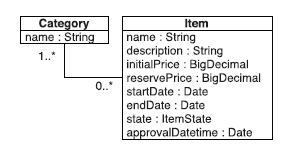 Category
name : String
1..*
0..*
Item
name : String
description : String
initialPrice : BigDecimal
reservePrice : BigDecimal
startDate : Date
endDate : Date
state : ItemState
approvalDatetime : Date